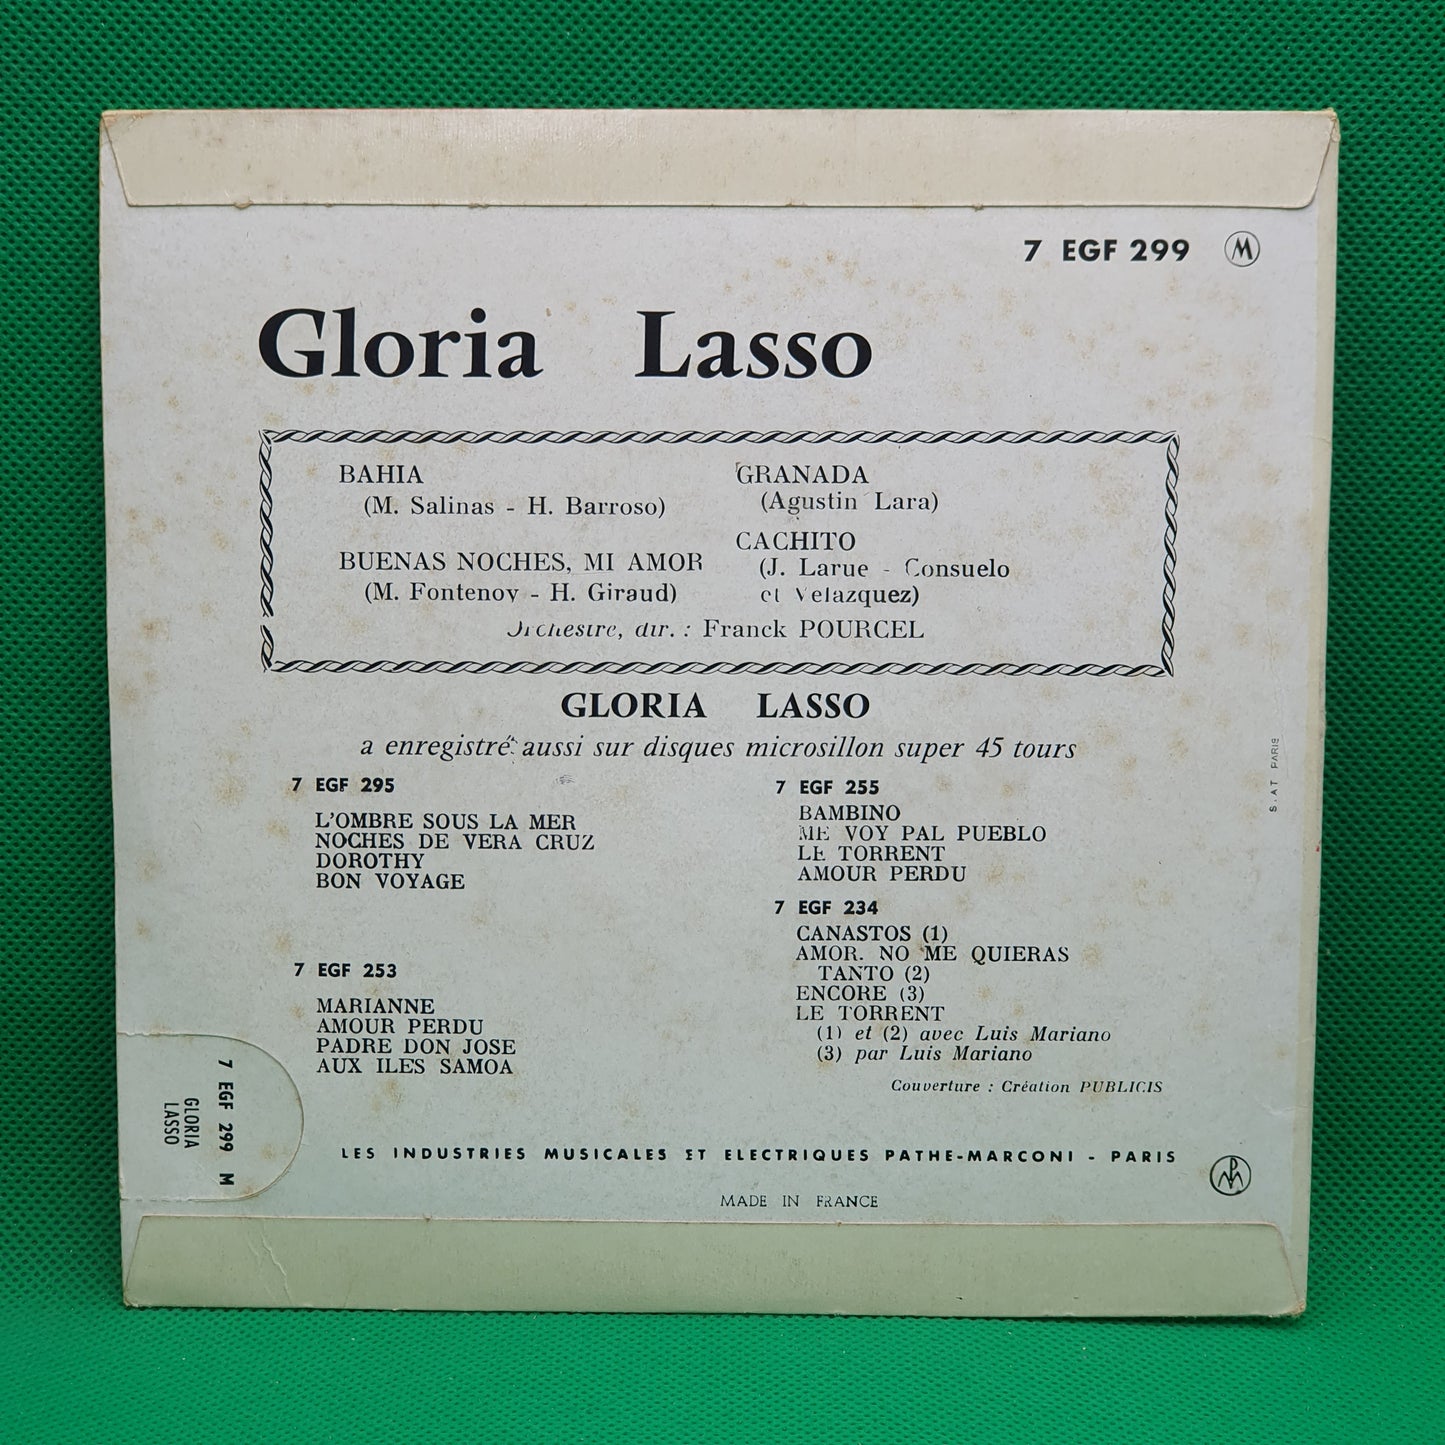 7 EGF 299 M
Gloria Lasso
BAHIA
(M. Salinas - H. Barroso)
BUENAS NOCHES, MI AMOR
(M. Fontenoy - H. Giraud)
GRANADA
(Agustin Lara)
CACHITO
(J. Larue - Consuelo
et Velazquez)
Orchestre, dir. : Franck POURCEL
GLORIA LASSO
a enregistré aussi sur disques microsillon super 45 tours
7 EGF 295
L'OMBRE SOUS LA MER
NOCHES DE VERA CRUZ
DOROTHY
BON VOYAGE
7 EGF 253
MARIANNE
AMOUR PERDU
PADRE DON JOSE
AUX ILES SAMOA
7 EGF 255
BAMBINO
ME VOY PAL PUEBLO
LE TORRENT
AMOUR PERDU
7 EGF 234
CANASTOS (1)
AMOR. NO ME QUIERAS
TANTO (2)
ENCORE (3)
LE TORRENT
(1) et (2) avec Luis Mariano
(3) par Luis Mariano
Couverture : Création PUBLICIS
S. AT PARIS
7 EGF 299 M
GLORIA
LASSO
LES INDUSTRIES MUSICALES ET ELECTRIQUES PATHE-MARCONI - PARIS
MADE IN FRANCE